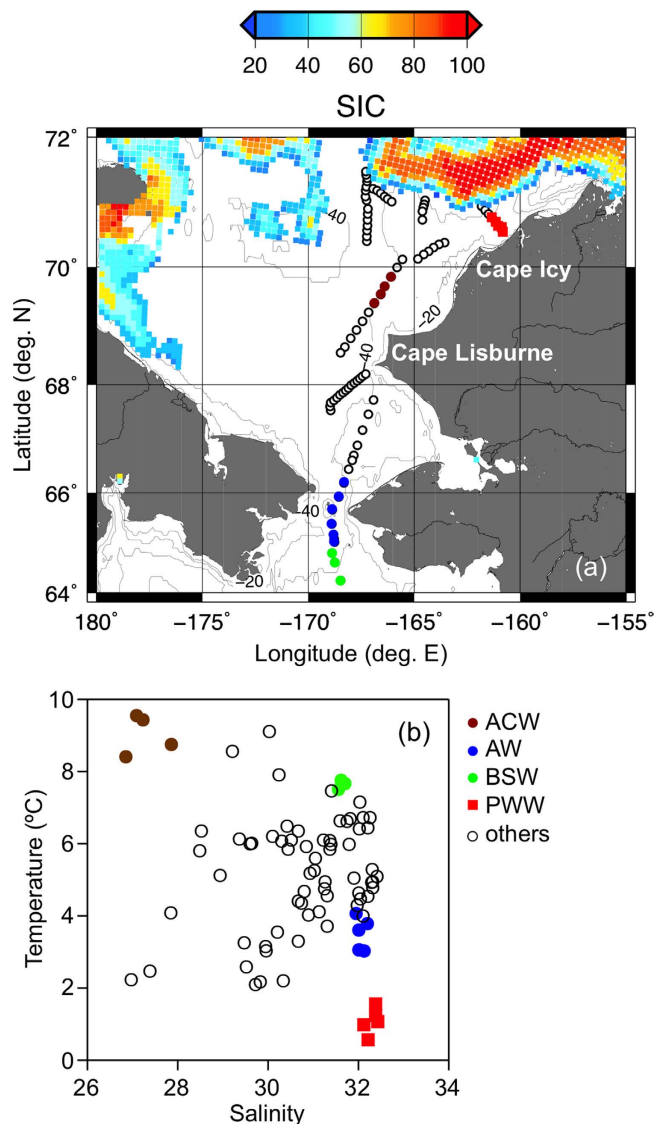 20 40 60 80 100
SIC
72˚
70˚
68˚
66˚
64˚
Latitude (deg. N)
40
Cape Icy
−20
−40
Cape Lisburne
−40
−20
(a)
180˚ −175˚ −170˚ −165˚ −160˚ −155˚
Longitude (deg. E)
10
8
6
4
2
0
Temperature (ºC)
(b)
ACW
AW
BSW
PWW
others
26 28 30 32 34
Salinity